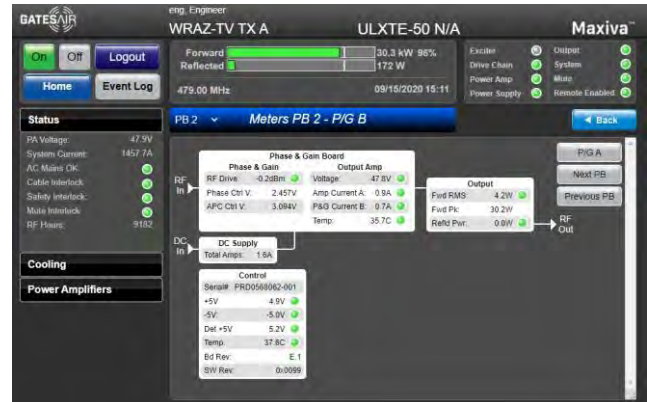 GATESAIR
eng, Engineer
WRAZ-TV TX A
ULXTE-50 N/A
Maxiva™
On
Off
Logout
Home
Event Log
Forward
30.3 kW 96%
Reflected
172 W
479.00 MHz
09/15/2020 15:11
Exciter
Output
Drive Chain
System
Power Amp
Mute
Power Supply
Remote Enabled
Status
PB 2
Meters PB 2 - P/G B
Back
PA Voltage: 47.9V
System Current: 1457.7A
AC Mains OK:
Cable Interlock:
Safety Interlock:
Mute Interlock:
RF Hours: 9182
Cooling
Power Amplifiers
P/G A
Next PB
Previous PB
Phase & Gain Board
Phase & Gain
Output Amp
RF In
RF Drive -0.2dBm
Voltage: 47.8V
Phase Ctrl V: 2.457V
Amp Current A: 0.9A
APC Ctrl V: 3.094V
P&G Current B: 0.7A
Temp: 35.7C
Output
Fwd RMS: 4.2W
Fwd Pk: 30.2W
Refld Pwr: 0.0W
RF Out
DC In
DC Supply
Total Amps: 1.6A
Control
Serial# PRD0568062-001
+5V 4.9V
-5V: -5.0V
Det +5V 5.2V
Temp: 37.8C
Bd Rev: E.1
SW Rev: 0x0099